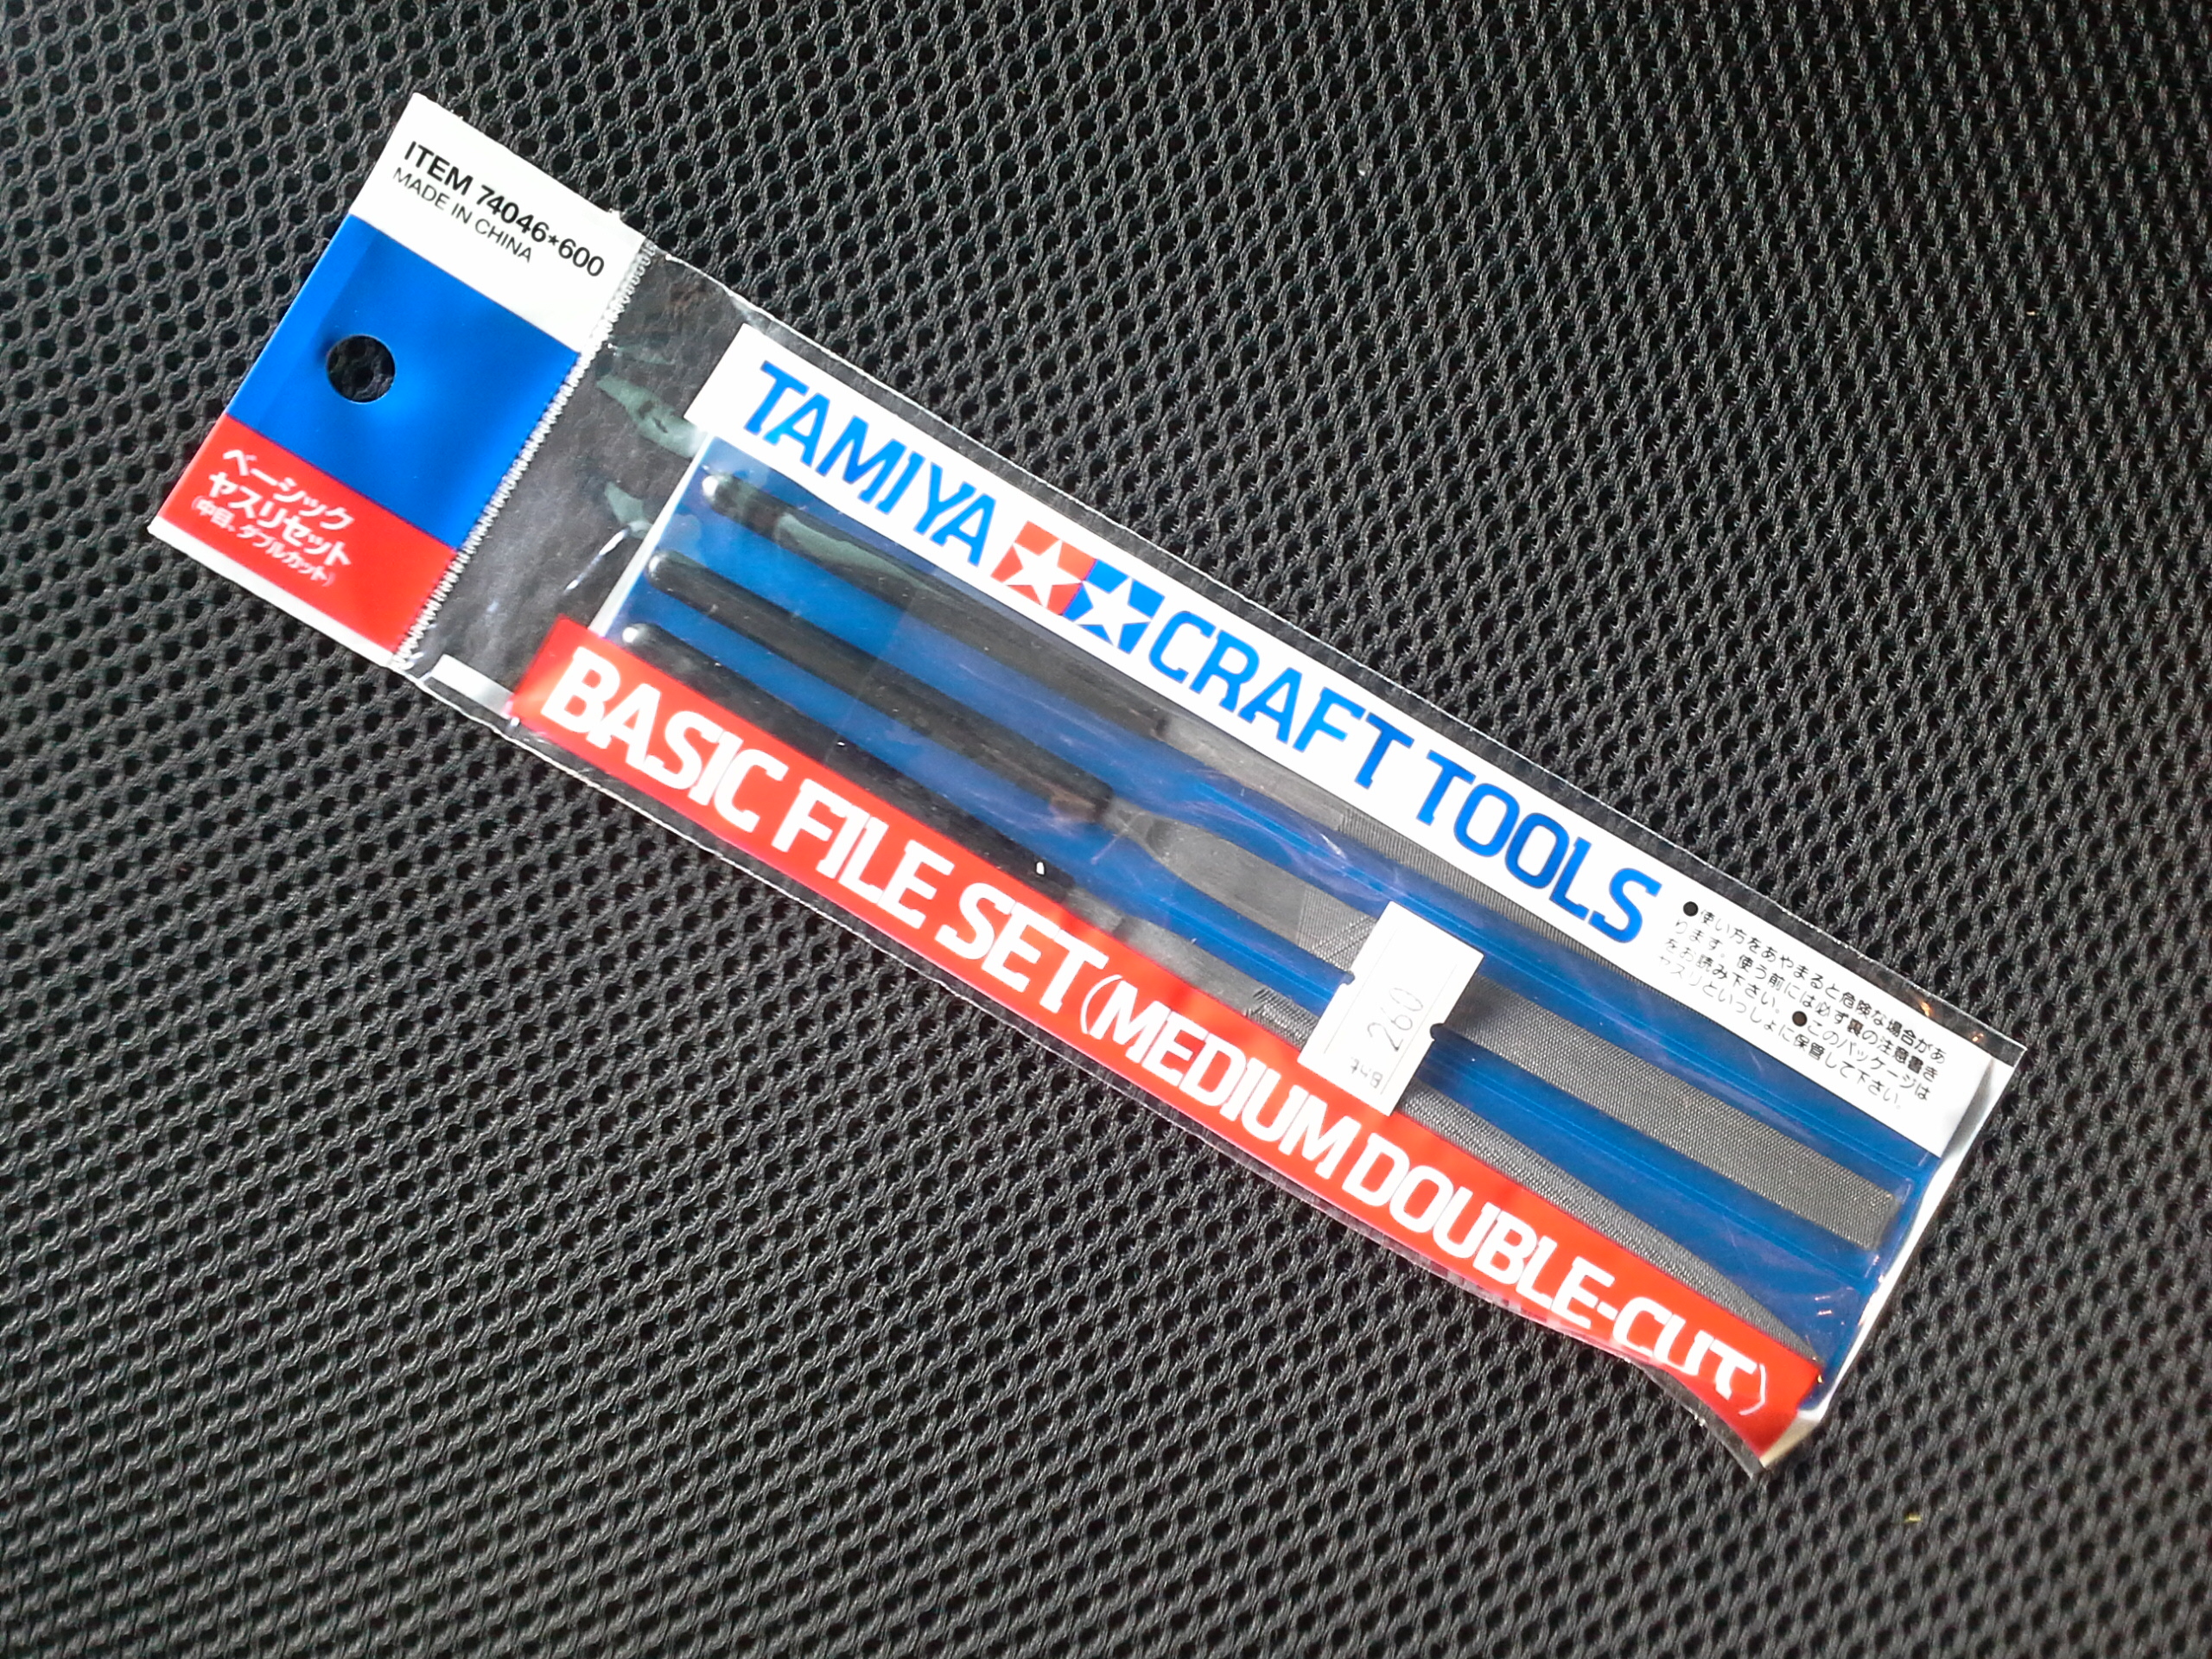 ITEM 74046*600
MADE IN CHINA
ベーシック
ヤスリセット
(中目、ダブルカット)
TAMIYA CRAFT TOOLS
●使い方をあやまると危険な場合があ
ります。使う前には必ず裏の注意書き
をお読み下さい。●このパッケージは
ヤスリといっしょに保管して下さい。
260
BASIC FILE SET (MEDIUM DOUBLE-CUT)